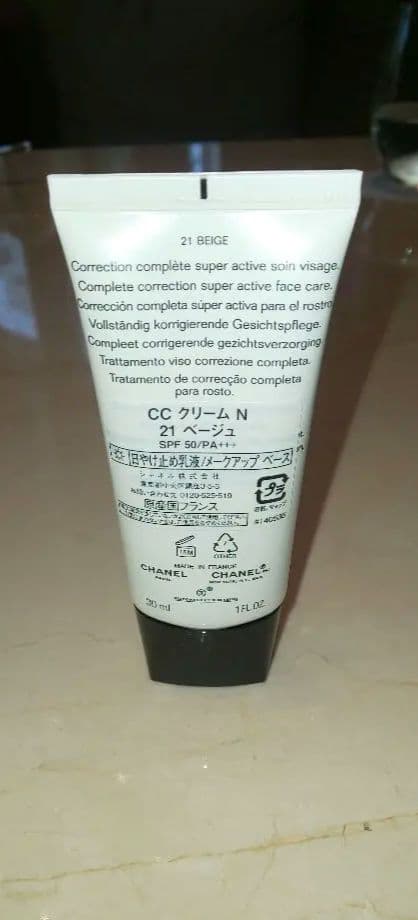 21 BEIGE
Correction complète super active soin visage.
Complete correction super active face care.
Corrección completa súper activa para el rostro.
Vollständig korrigierende Gesichtspflege.
Compleet corrigerende gezichtsverzorging.
Trattamento viso correzione completa.
Tratamento de correcção completa
para rosto.
CC クリーム N
21 ベージュ
SPF 50/PA+++
日やけ止め乳液/メークアップ ベース
シャネル株式会社
0120-525-519
原産国フランス
MADE IN FRANCE
CHANEL CHANEL
PARIS
30 ml 1FL.OZ.